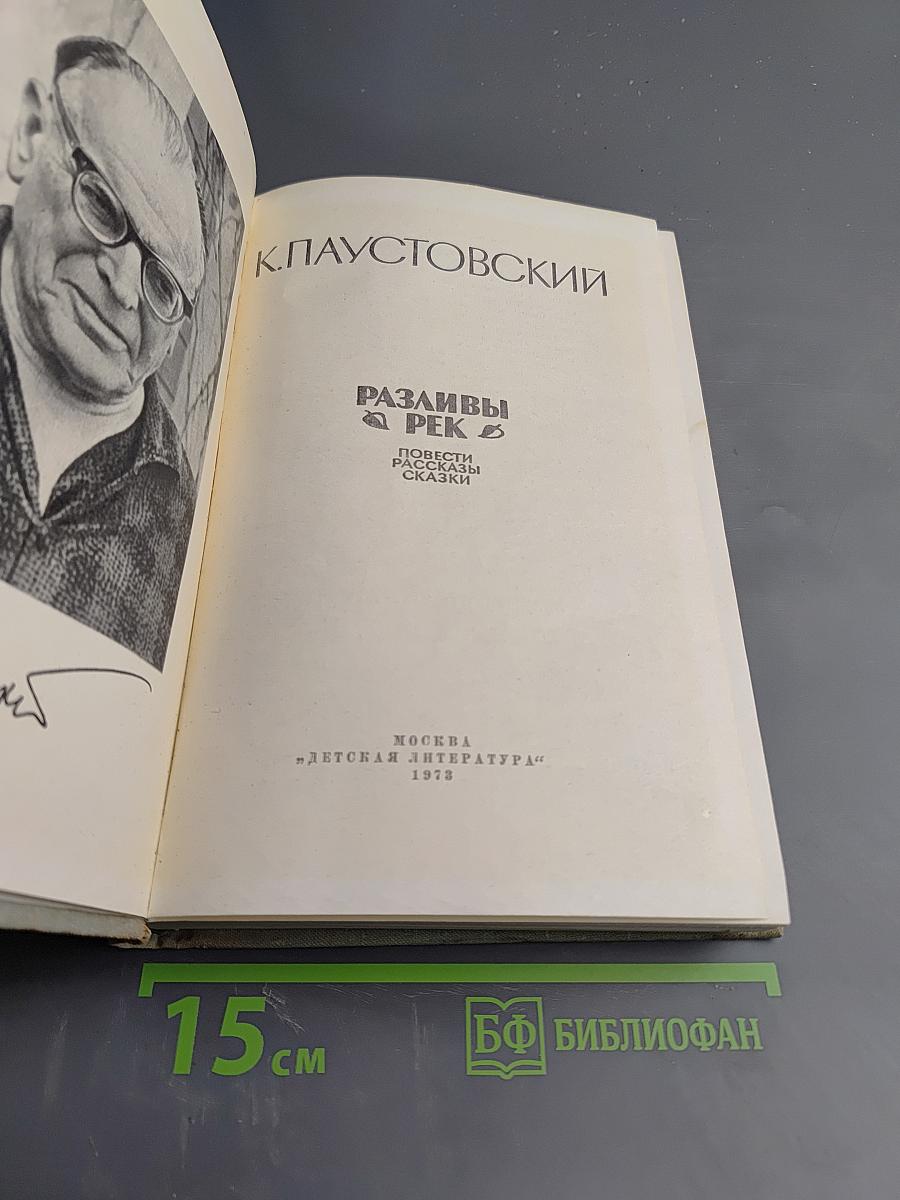 К.ПАУСТОВСКИЙ
РАЗЛИВЫ
РЕК
ПОВЕСТИ
РАССКАЗЫ
СКАЗКИ
МОСКВА
„ДЕТСКАЯ ЛИТЕРАТУРА“
1973
15 см
БФ БИБЛИОФАН